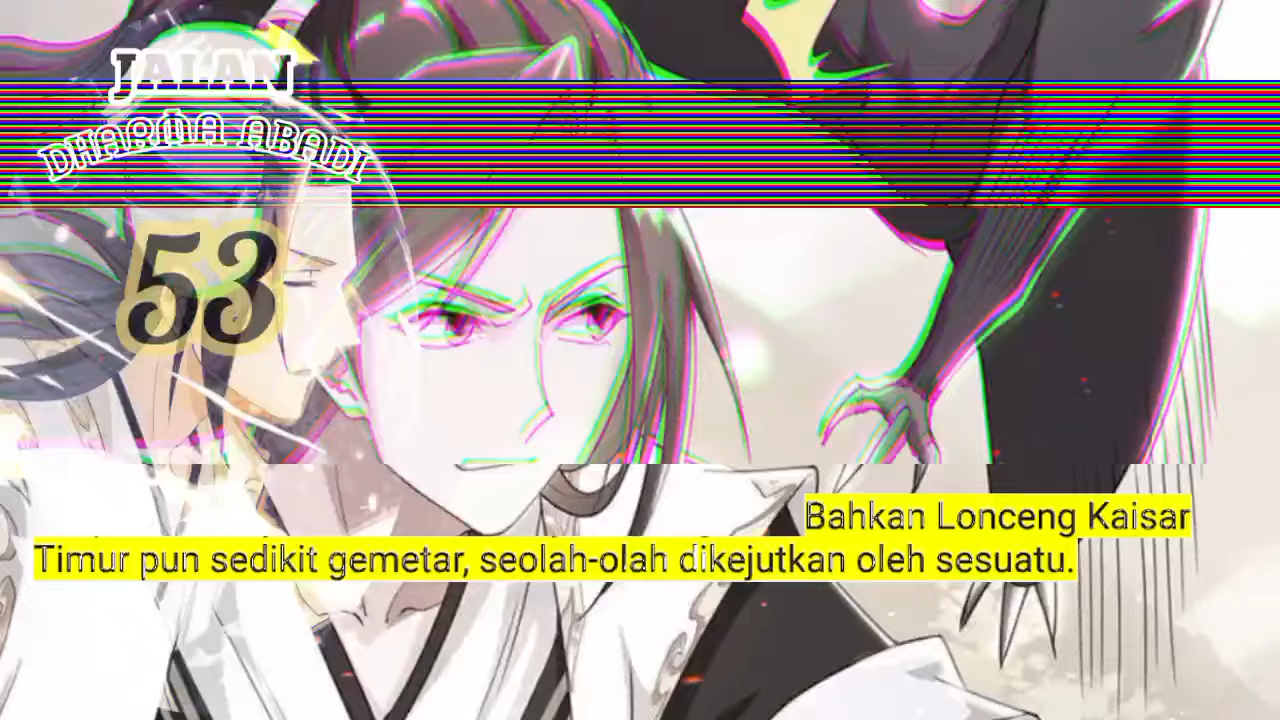 JALAN
DHARMA ABADI
53
Bahkan Lonceng Kaisar
Timur pun sedikit gemetar, seolah-olah dikejutkan oleh sesuatu.